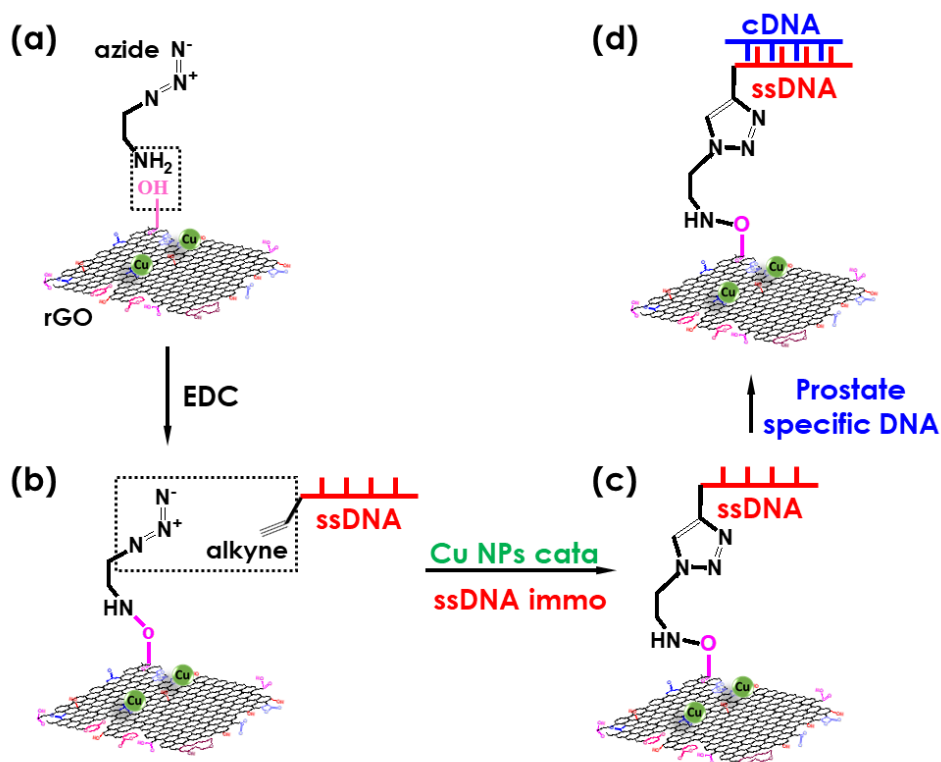 (a)
azide
N-
N+
N
NH2
OH
Cu
Cu
rGO
EDC
(b)
N-
N+
N
alkyne
ssDNA
HN
O
Cu
Cu
Cu NPs cata
ssDNA immo
(c)
ssDNA
N
N
N
HN
O
Cu
Cu
Prostate
specific DNA
(d)
cDNA
ssDNA
N
N
N
HN
O
Cu
Cu